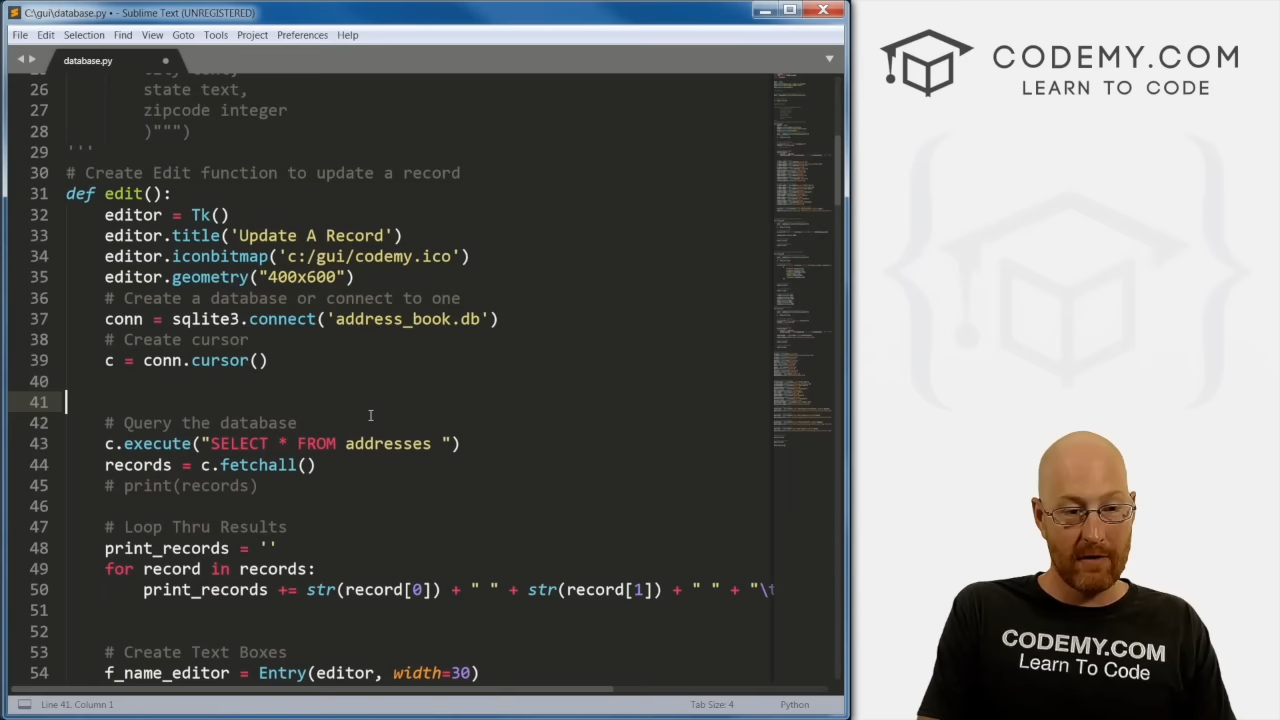 C:\gui\database.py • - Sublime Text (UNREGISTERED)
File Edit Selection Find View Goto Tools Project Preferences Help
database.py
CODEMY.COM
LEARN TO CODE
26 state text,
27 zipcode integer
28 )""")
29 '''
30 # Create Edit function to update a record
31 def edit():
32 editor = Tk()
33 editor.title('Update A Record')
34 editor.iconbitmap('c:/gui/codemy.ico')
35 editor.geometry("400x600")
36 # Create a database or connect to one
37 conn = sqlite3.connect('address_book.db')
38 # Create cursor
39 c = conn.cursor()
40
41
42 # Query the database
43 c.execute("SELECT * FROM addresses ")
44 records = c.fetchall()
45 # print(records)
46
47 # Loop Thru Results
48 print_records = ''
49 for record in records:
50 print_records += str(record[0]) + " " + str(record[1]) + " " + "\t
51
52
53 # Create Text Boxes
54 f_name_editor = Entry(editor, width=30)
Line 41, Column 1
Tab Size: 4
Python
CODEMY.COM
Learn To Code